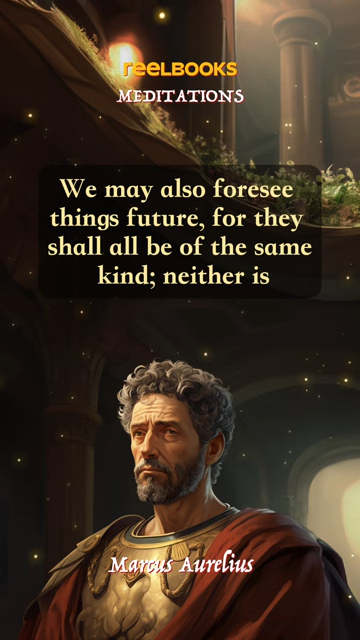 reelbooks
MEDITATIONS
We may also foresee
things future, for they
shall all be of the same
kind; neither is
Marcus Aurelius